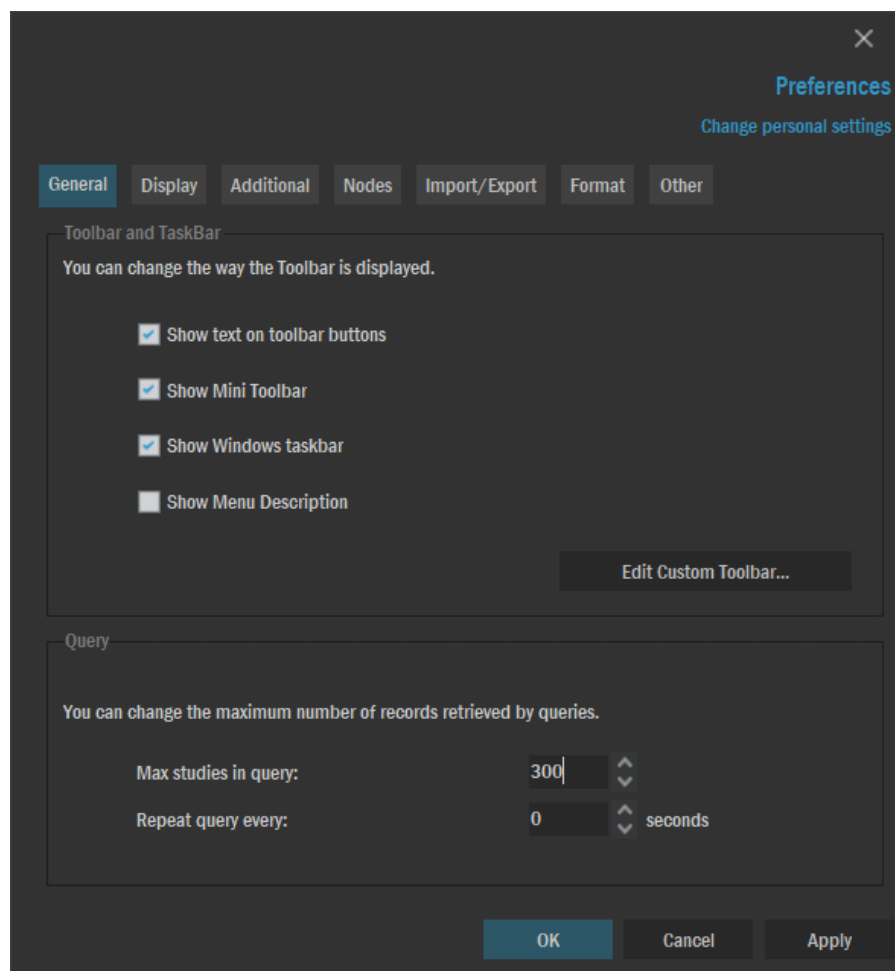 Preferences
Change personal settings
General Display Additional Nodes Import/Export Format Other
Toolbar and TaskBar
You can change the way the Toolbar is displayed.
Show text on toolbar buttons
Show Mini Toolbar
Show Windows taskbar
Show Menu Description
Edit Custom Toolbar...
Query
You can change the maximum number of records retrieved by queries.
Max studies in query: 300
Repeat query every: 0 seconds
OK Cancel Apply